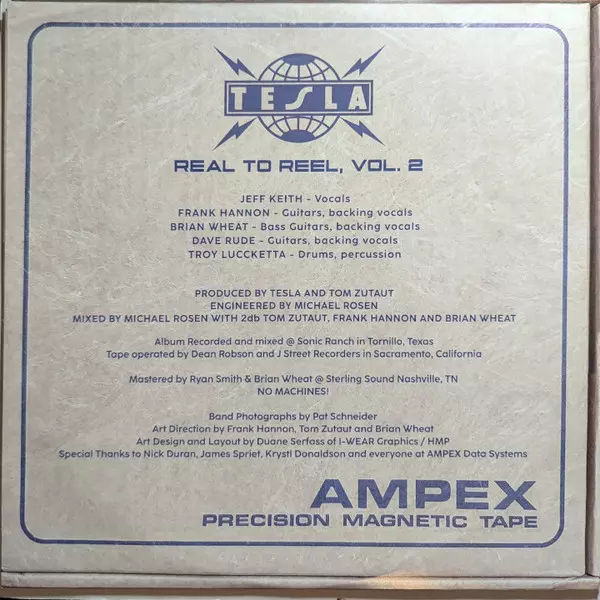 TESLA
REAL TO REEL, VOL. 2
JEFF KEITH - Vocals
FRANK HANNON - Guitars, backing vocals
BRIAN WHEAT - Bass Guitars, backing vocals
DAVE RUDE - Guitars, backing vocals
TROY LUCCKETTA - Drums, percussion
PRODUCED BY TESLA AND TOM ZUTAUT
ENGINEERED BY MICHAEL ROSEN
MIXED BY MICHAEL ROSEN WITH 2db TOM ZUTAUT, FRANK HANNON AND BRIAN WHEAT
Album Recorded and mixed @ Sonic Ranch in Tornillo, Texas
Tape operated by Dean Robson and J Street Recorders in Sacramento, California
Mastered by Ryan Smith & Brian Wheat @ Sterling Sound Nashville, TN
NO MACHINES!
Band Photographs by Pat Schneider
Art Direction by Frank Hannon, Tom Zutaut and Brian Wheat
Art Design and Layout by Duane Serfass of I-WEAR Graphics / HMP
Special Thanks to Nick Duran, James Sprief, Krystl Donaldson and everyone at AMPEX Data Systems
AMPEX
PRECISION MAGNETIC TAPE